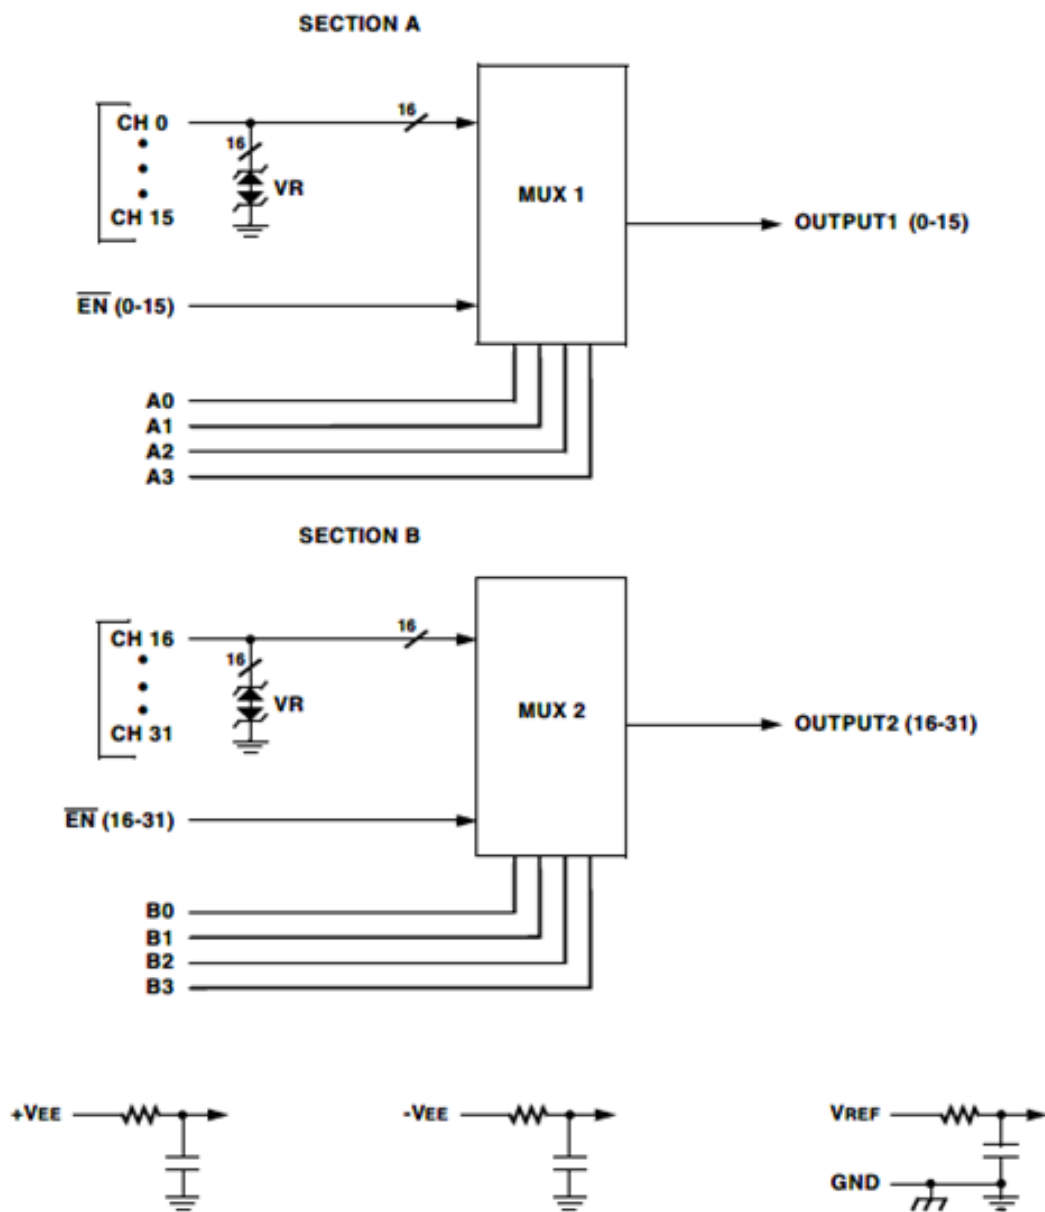 SECTION A
16
CH 0
16
VR
MUX 1
CH 15
OUTPUT1 (0-15)
EN (0-15)
A0
A1
A2
A3
SECTION B
16
CH 16
16
VR
MUX 2
CH 31
OUTPUT2 (16-31)
EN (16-31)
B0
B1
B2
B3
+VEE
-VEE
VREF
GND